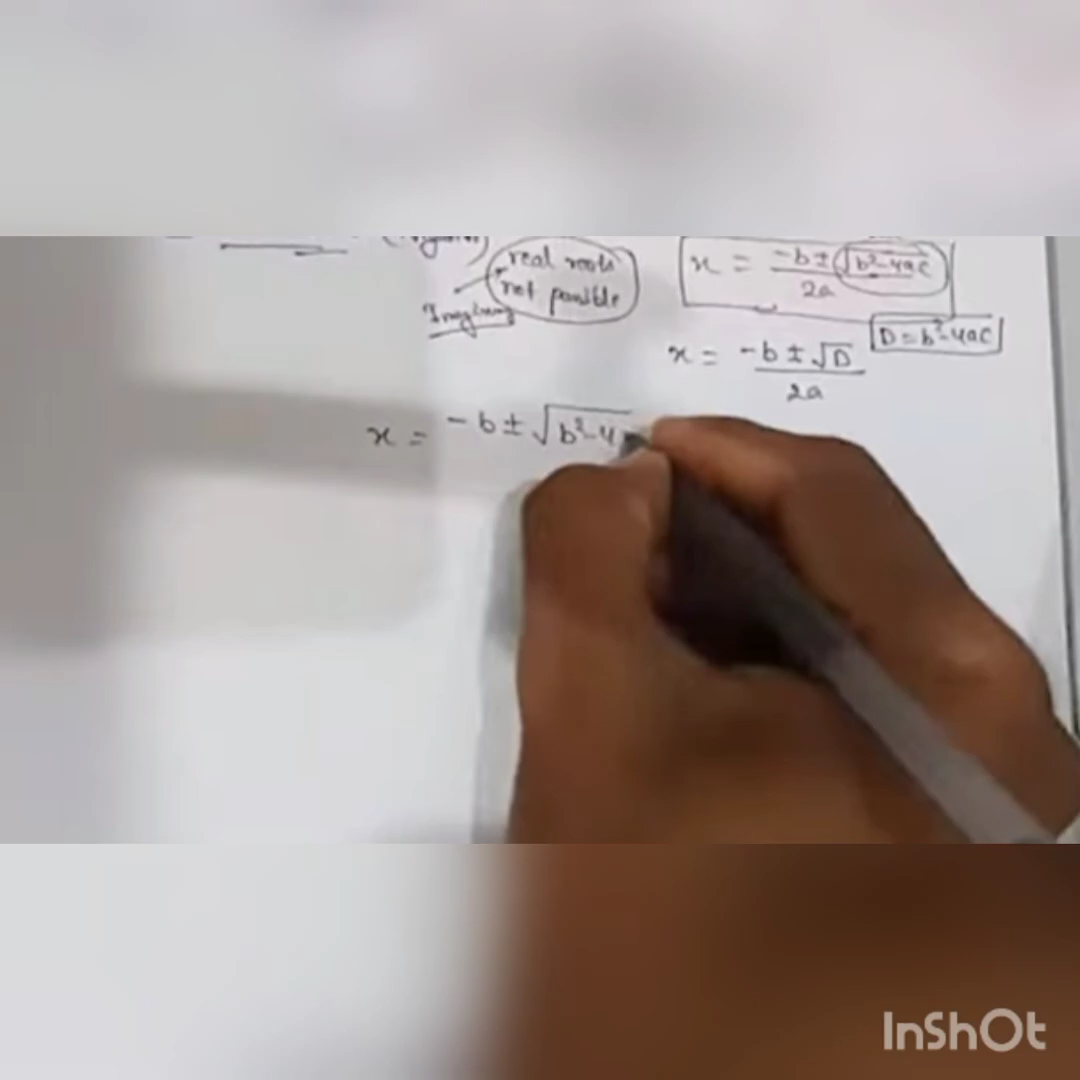 real roots
not possible
Imaginary
x = -b ± √b²-4ac / 2a
D = b²-4ac
x = -b ± √D / 2a
x = -b ± √b²-4
InShOt